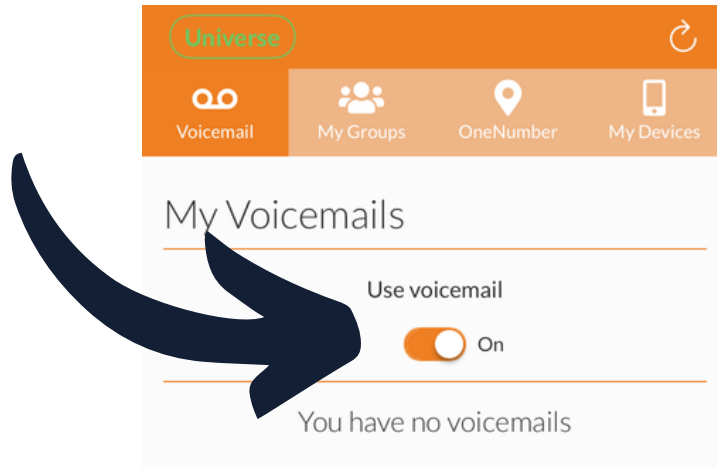 Universe
Voicemail My Groups OneNumber My Devices
My Voicemails
Use voicemail
On
You have no voicemails